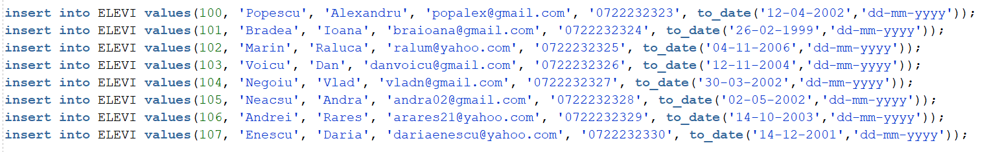 insert into ELEVI values(100, 'Popescu', 'Alexandru', 'popalex@gmail.com', '0722232323', to_date('12-04-2002','dd-mm-yyyy'));
insert into ELEVI values(101, 'Bradea', 'Ioana', 'braioana@gmail.com', '0722232324', to_date('26-02-1999','dd-mm-yyyy'));
insert into ELEVI values(102, 'Marin', 'Raluca', 'ralum@yahoo.com', '0722232325', to_date('04-11-2006','dd-mm-yyyy'));
insert into ELEVI values(103, 'Voicu', 'Dan', 'danvoicu@gmail.com', '0722232326', to_date('12-11-2004','dd-mm-yyyy'));
insert into ELEVI values(104, 'Negoiu', 'Vlad', 'vladn@gmail.com', '0722232327', to_date('30-03-2002','dd-mm-yyyy'));
insert into ELEVI values(105, 'Neacsu', 'Andra', 'andra02@gmail.com', '0722232328', to_date('02-05-2002','dd-mm-yyyy'));
insert into ELEVI values(106, 'Andrei', 'Rares', 'arares21@yahoo.com', '0722232329', to_date('14-10-2003','dd-mm-yyyy'));
insert into ELEVI values(107, 'Enescu', 'Daria', 'dariaenescu@yahoo.com', '0722232330', to_date('14-12-2001','dd-mm-yyyy'));